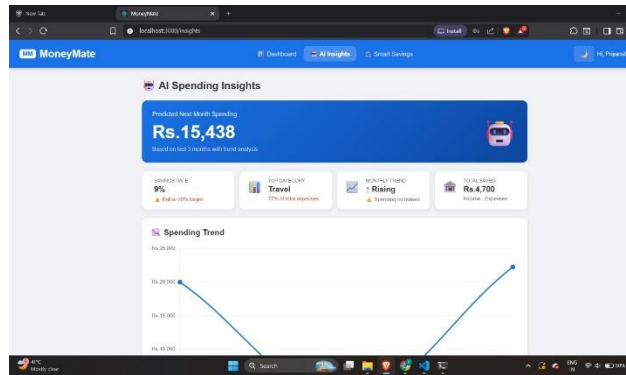 New Tab
MoneyMate
localhost:3000/insights
Install
MM MoneyMate
Dashboard
AI Insights
Smart Savings
AI Spending Insights
Predicted Next Month Spending
Rs.15,438
Based on last 3 months with trend analysis
SAVINGS RATE
9%
Below 20% target
TOP CATEGORY
Travel
of total expenses
MONTHLY TREND
↑ Rising
Spending increased
TOTAL SAVED
Rs.4,700
Income - Expenses
Spending Trend
Rs.25,000
Rs.20,000
Rs.15,000
Rs.10,000
Mostly clear
Search
ENG
IN